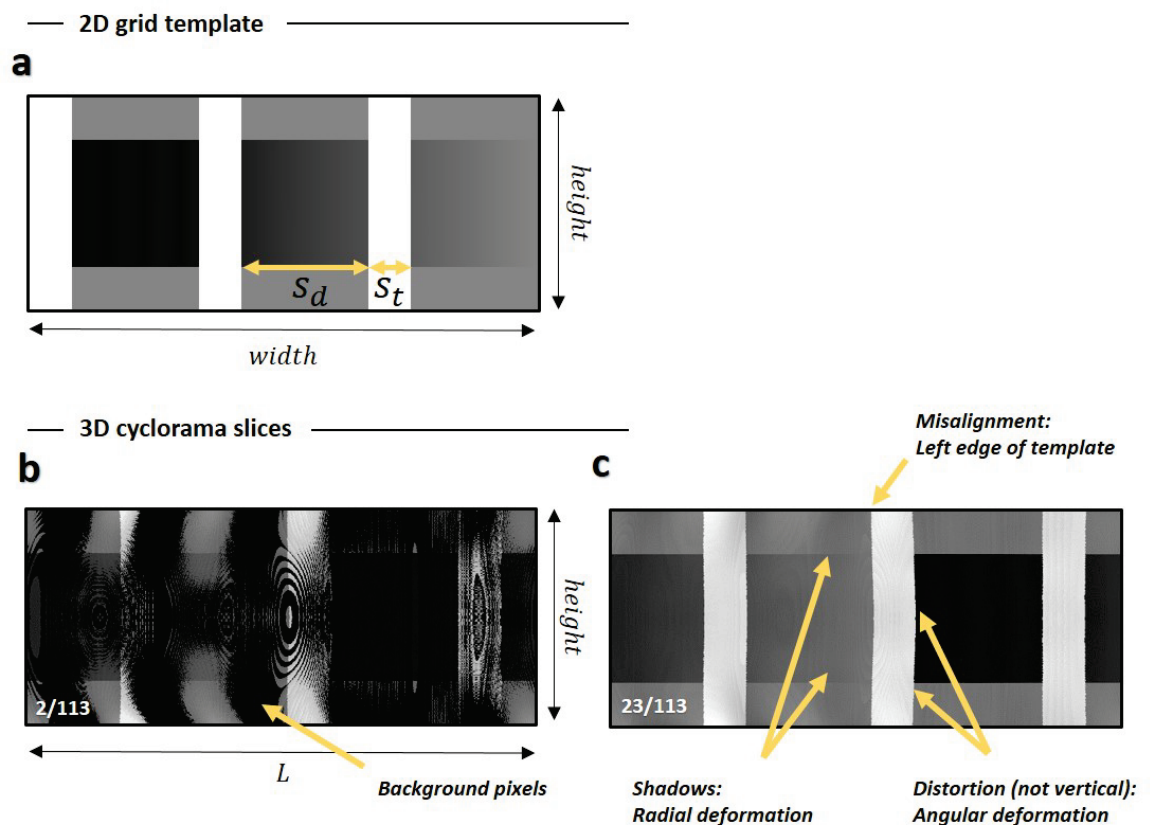 2D grid template
a
height
S_d
S_t
width
3D cyclorama slices
Misalignment:
Left edge of template
b
c
height
2/113
23/113
L
Background pixels
Shadows:
Radial deformation
Distortion (not vertical):
Angular deformation